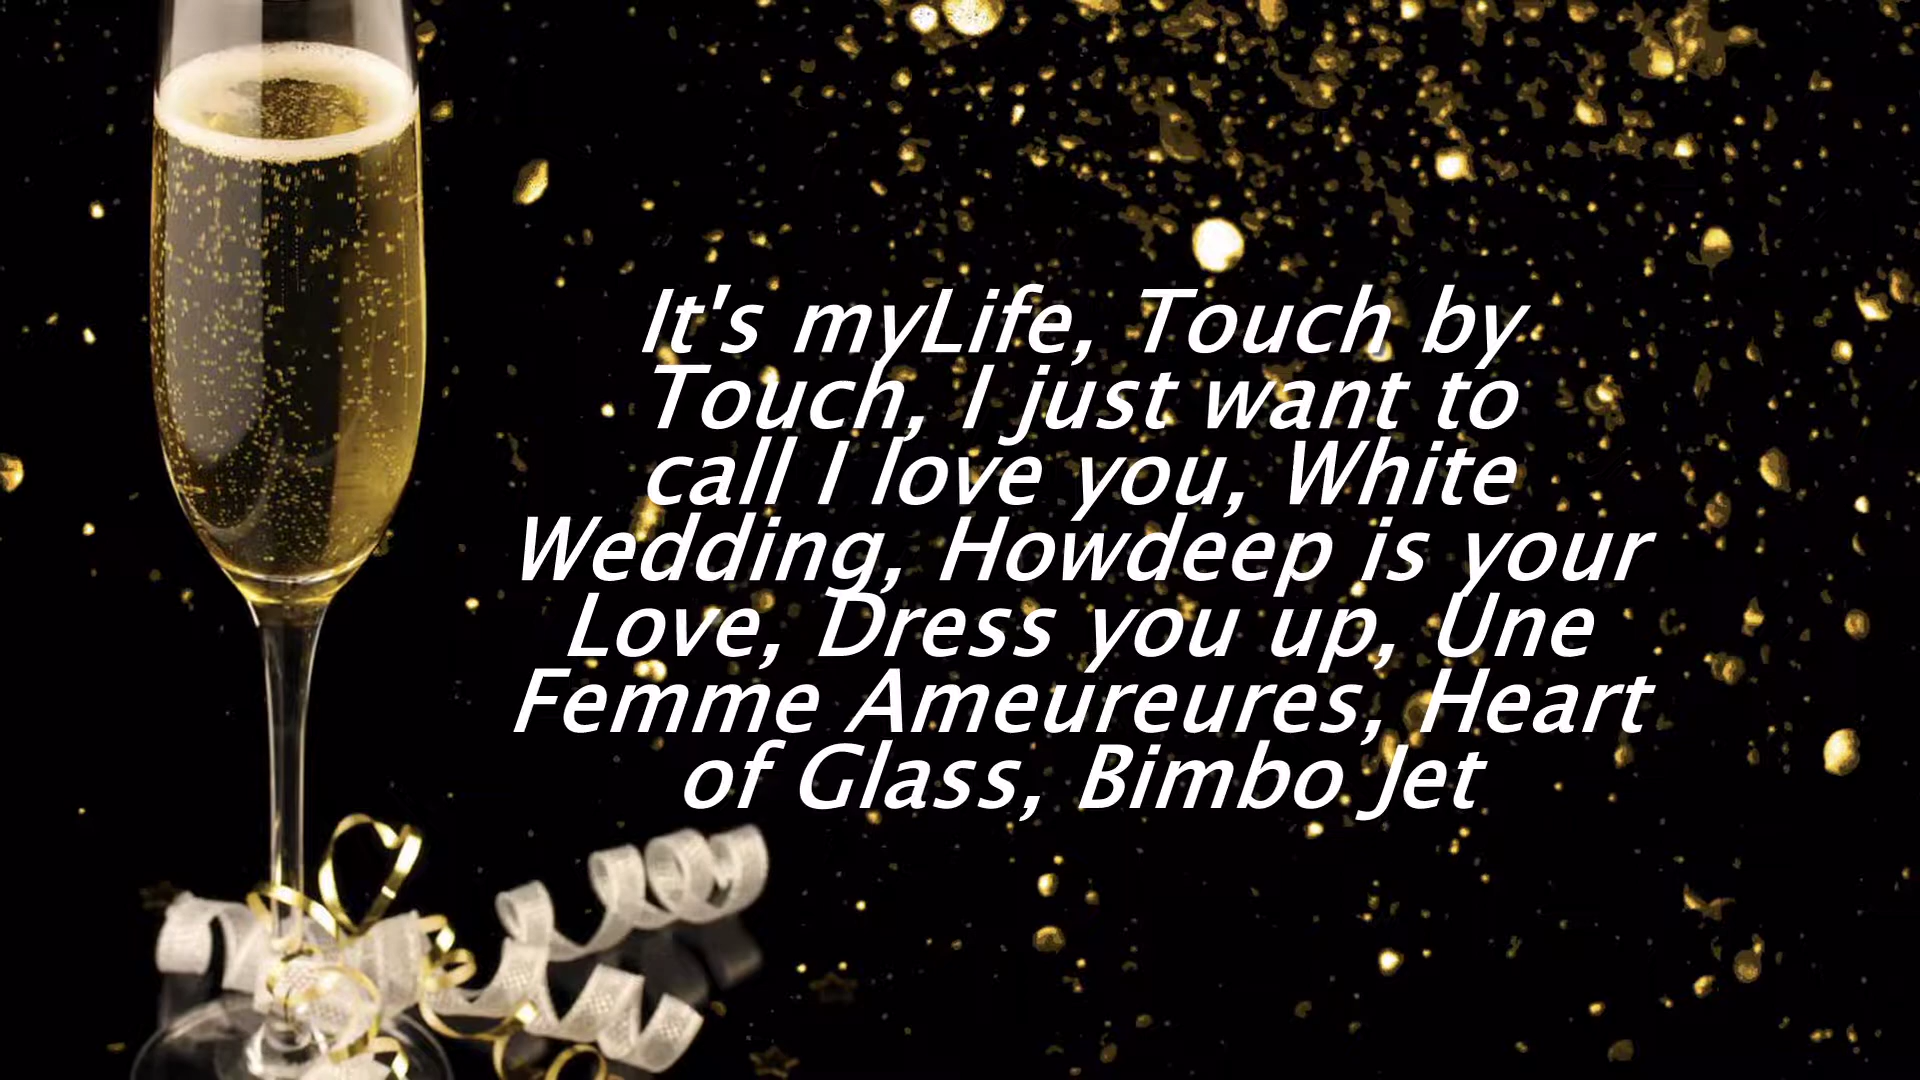 It's myLife, Touch by
Touch, I just want to
call I love you, White
Wedding, Howdeep is your
Love, Dress you up, Une
Femme Ameureures, Heart
of Glass, Bimbo Jet